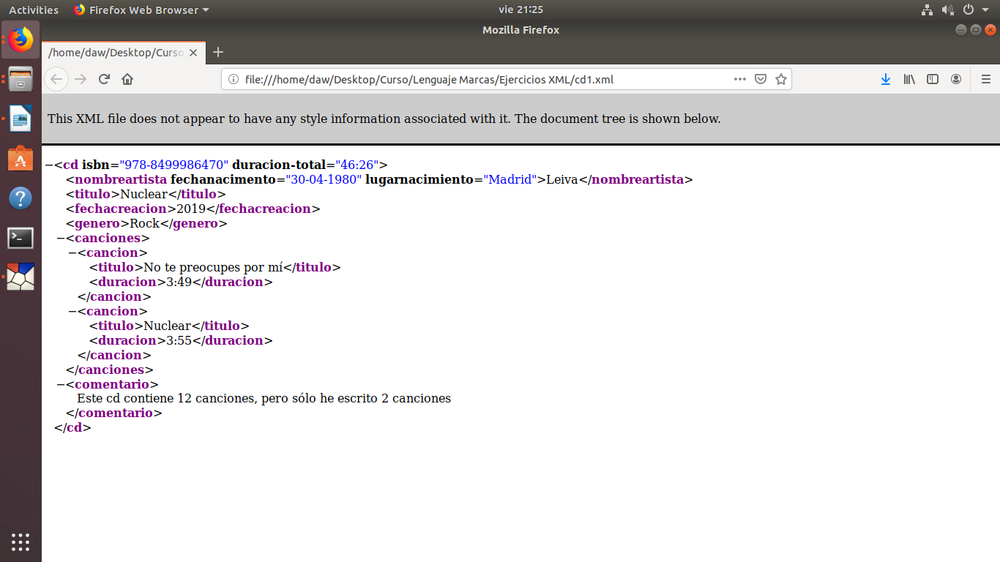 Activities Firefox Web Browser vie 21:25
Mozilla Firefox
/home/daw/Desktop/Curso
file:///home/daw/Desktop/Curso/Lenguaje Marcas/Ejercicios XML/cd1.xml
This XML file does not appear to have any style information associated with it. The document tree is shown below.
−<cd isbn="978-8499986470" duracion-total="46:26">
<nombreartista fechanacimento="30-04-1980" lugarnacimiento="Madrid">Leiva</nombreartista>
<titulo>Nuclear</titulo>
<fechacreacion>2019</fechacreacion>
<genero>Rock</genero>
−<canciones>
−<cancion>
<titulo>No te preocupes por mí</titulo>
<duracion>3:49</duracion>
</cancion>
−<cancion>
<titulo>Nuclear</titulo>
<duracion>3:55</duracion>
</cancion>
</canciones>
−<comentario>
Este cd contiene 12 canciones, pero sólo he escrito 2 canciones
</comentario>
</cd>